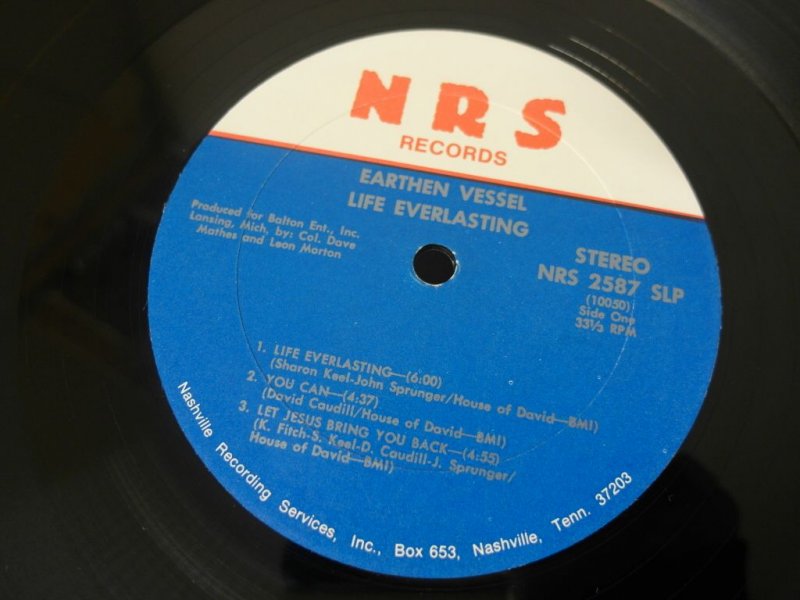 NRS
RECORDS
EARTHEN VESSEL
LIFE EVERLASTING
Produced for Balton Ent., Inc.
Lansing, Mich. by: Col. Dave
Mathes and Leon Morton
STEREO
NRS 2587 SLP
(10050)
Side One
33⅓ RPM
1. LIFE EVERLASTING—(6:00)
(Sharon Keel-John Sprunger/House of David—BMI)
2. YOU CAN—(4:37)
(David Caudill/House of David—BMI)
3. LET JESUS BRING YOU BACK—(4:55)
(K. Fitch-S. Keel-D. Caudill-J. Sprunger/
House of David—BMI)
Nashville Recording Services, Inc., Box 653, Nashville, Tenn. 37203